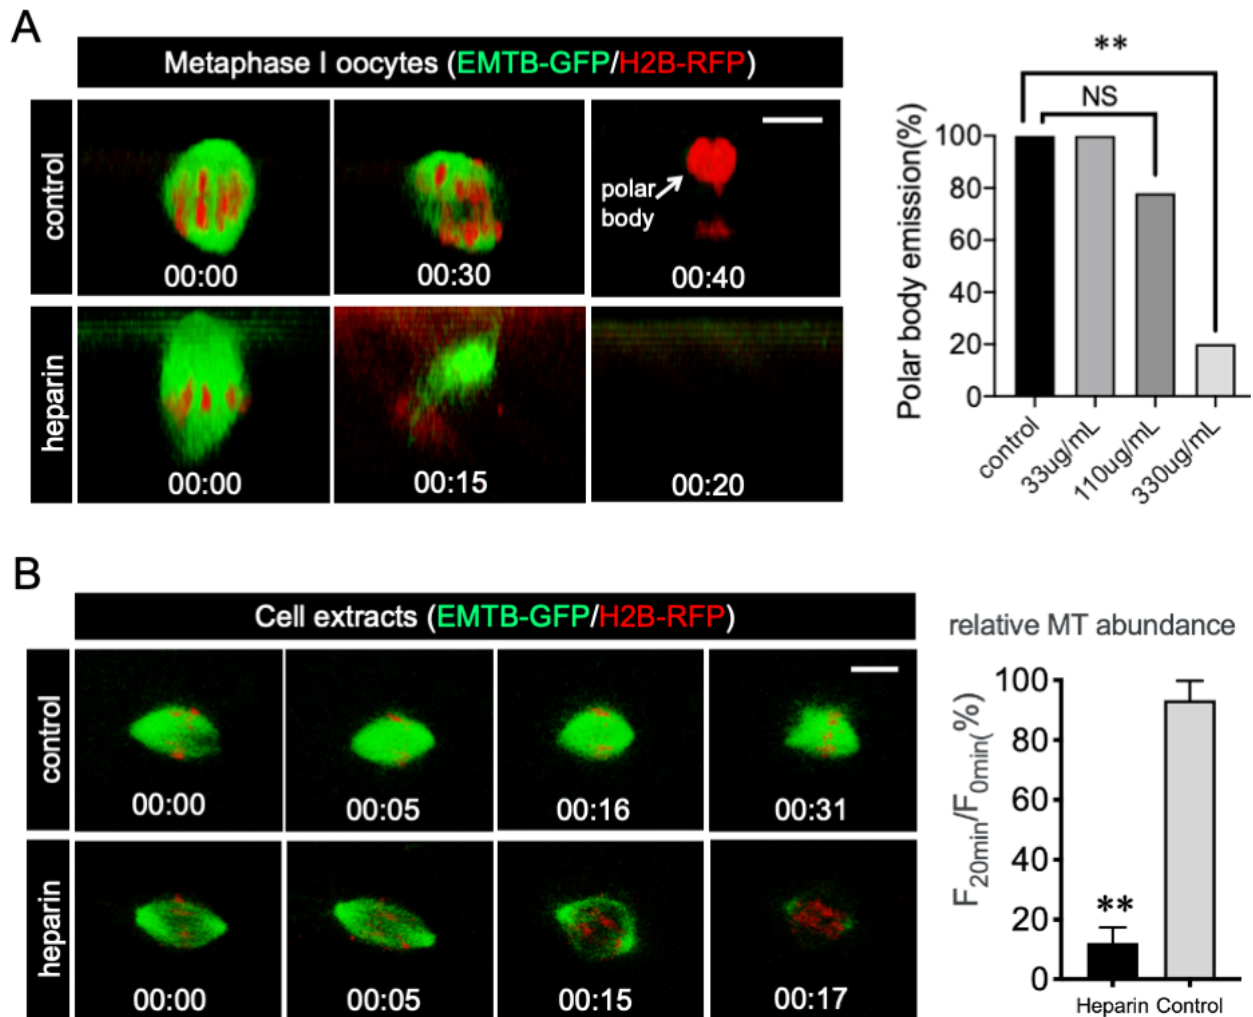 A
Metaphase I oocytes (EMTB-GFP/H2B-RFP)
control
00:00
00:30
polar
body
00:40
heparin
00:00
00:15
00:20
**
NS
Polar body emission(%)
100
80
60
40
20
0
control
33ug/mL
110ug/mL
330ug/mL
B
Cell extracts (EMTB-GFP/H2B-RFP)
control
00:00
00:05
00:16
00:31
heparin
00:00
00:05
00:15
00:17
relative MT abundance
F20min/F0min(%)
100
80
60
40
20
0
**
Heparin Control